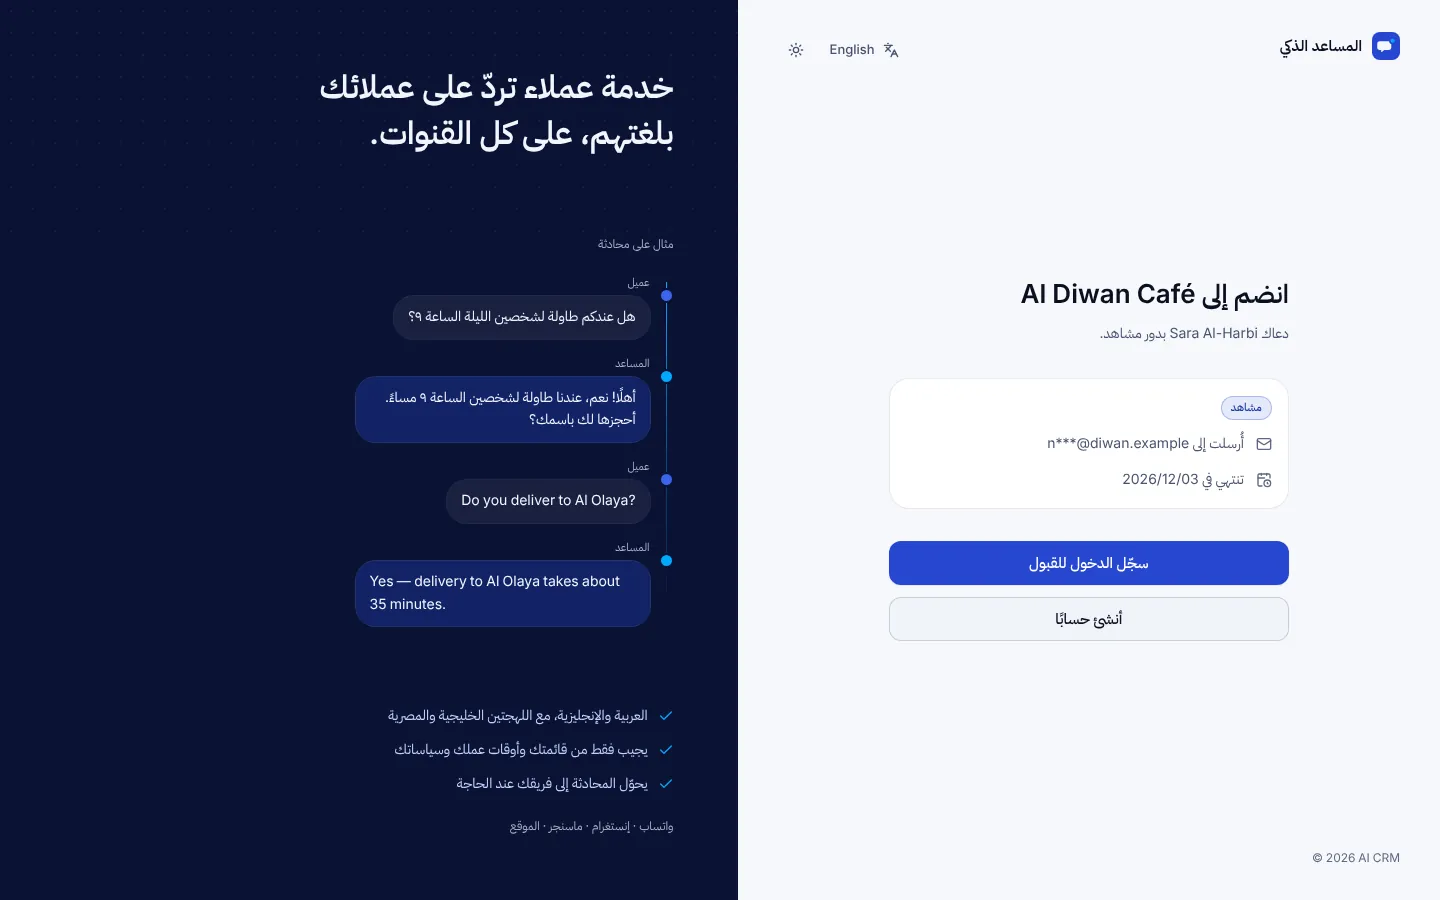 المساعد الذكي
English
انضم إلى Al Diwan Café
دعاك Sara Al-Harbi بدور مشاهد.
مشاهد
أُرسلت إلى n***@diwan.example
تنتهي في 2026/12/03
سجّل الدخول للقبول
أنشئ حسابًا
© 2026 AI CRM
خدمة عملاء تردّ على عملائك
بلغتهم، على كل القنوات.
مثال على محادثة
عميل
هل عندكم طاولة لشخصين الليلة الساعة ٩؟
المساعد
أهلًا! نعم، عندنا طاولة لشخصين الساعة ٩ مساءً.
أحجزها لك باسمك؟
عميل
Do you deliver to Al Olaya?
المساعد
Yes — delivery to Al Olaya takes about
35 minutes.
العربية والإنجليزية، مع اللهجتين الخليجية والمصرية
يجيب فقط من قائمتك وأوقات عملك وسياساتك
يحوّل المحادثة إلى فريقك عند الحاجة
واتساب · إنستغرام · ماسنجر · الموقع